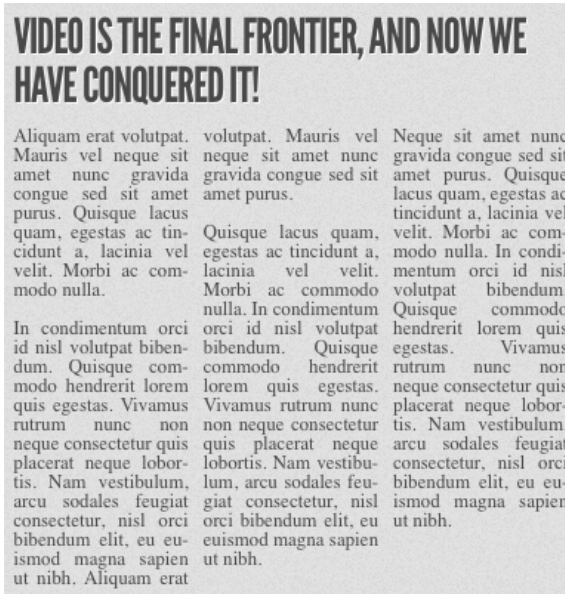 VIDEO IS THE FINAL FRONTIER, AND NOW WE
HAVE CONQUERED IT!
Aliquam erat volutpat.
Mauris vel neque sit
amet nunc gravida
congue sed sit amet
purus. Quisque lacus
quam, egestas ac tin-
cidunt a, lacinia vel
velit. Morbi ac com-
modo nulla.
In condimentum orci
id nisl volutpat biben-
dum. Quisque com-
modo hendrerit lorem
quis egestas. Vivamus
rutrum nunc non
neque consectetur quis
placerat neque lobor-
tis. Nam vestibulum,
arcu sodales feugiat
consectetur, nisl orci
bibendum elit, eu eu-
ismod magna sapien
ut nibh. Aliquam erat
volutpat. Mauris vel
neque sit amet nunc
gravida congue sed sit
amet purus.
Quisque lacus quam,
egestas ac tincidunt a,
lacinia vel velit.
Morbi ac commodo
nulla. In condimentum
orci id nisl volutpat
bibendum. Quisque
commodo hendrerit
lorem quis egestas.
Vivamus rutrum nunc
non neque consectetur
quis placerat neque
lobortis. Nam vestibu-
lum, arcu sodales feu-
giat consectetur, nisl
orci bibendum elit, eu
euismod magna sapien
ut nibh.
Neque sit amet nunc
gravida congue sed sit
amet purus. Quisque
lacus quam, egestas ac
tincidunt a, lacinia vel
velit. Morbi ac com-
modo nulla. In condi-
mentum orci id nisl
volutpat bibendum.
Quisque commodo
hendrerit lorem quis
egestas. Vivamus
rutrum nunc non
neque consectetur quis
placerat neque lobor-
tis. Nam vestibulum,
arcu sodales feugiat
consectetur, nisl orci
bibendum elit, eu eu-
ismod magna sapien
ut nibh.